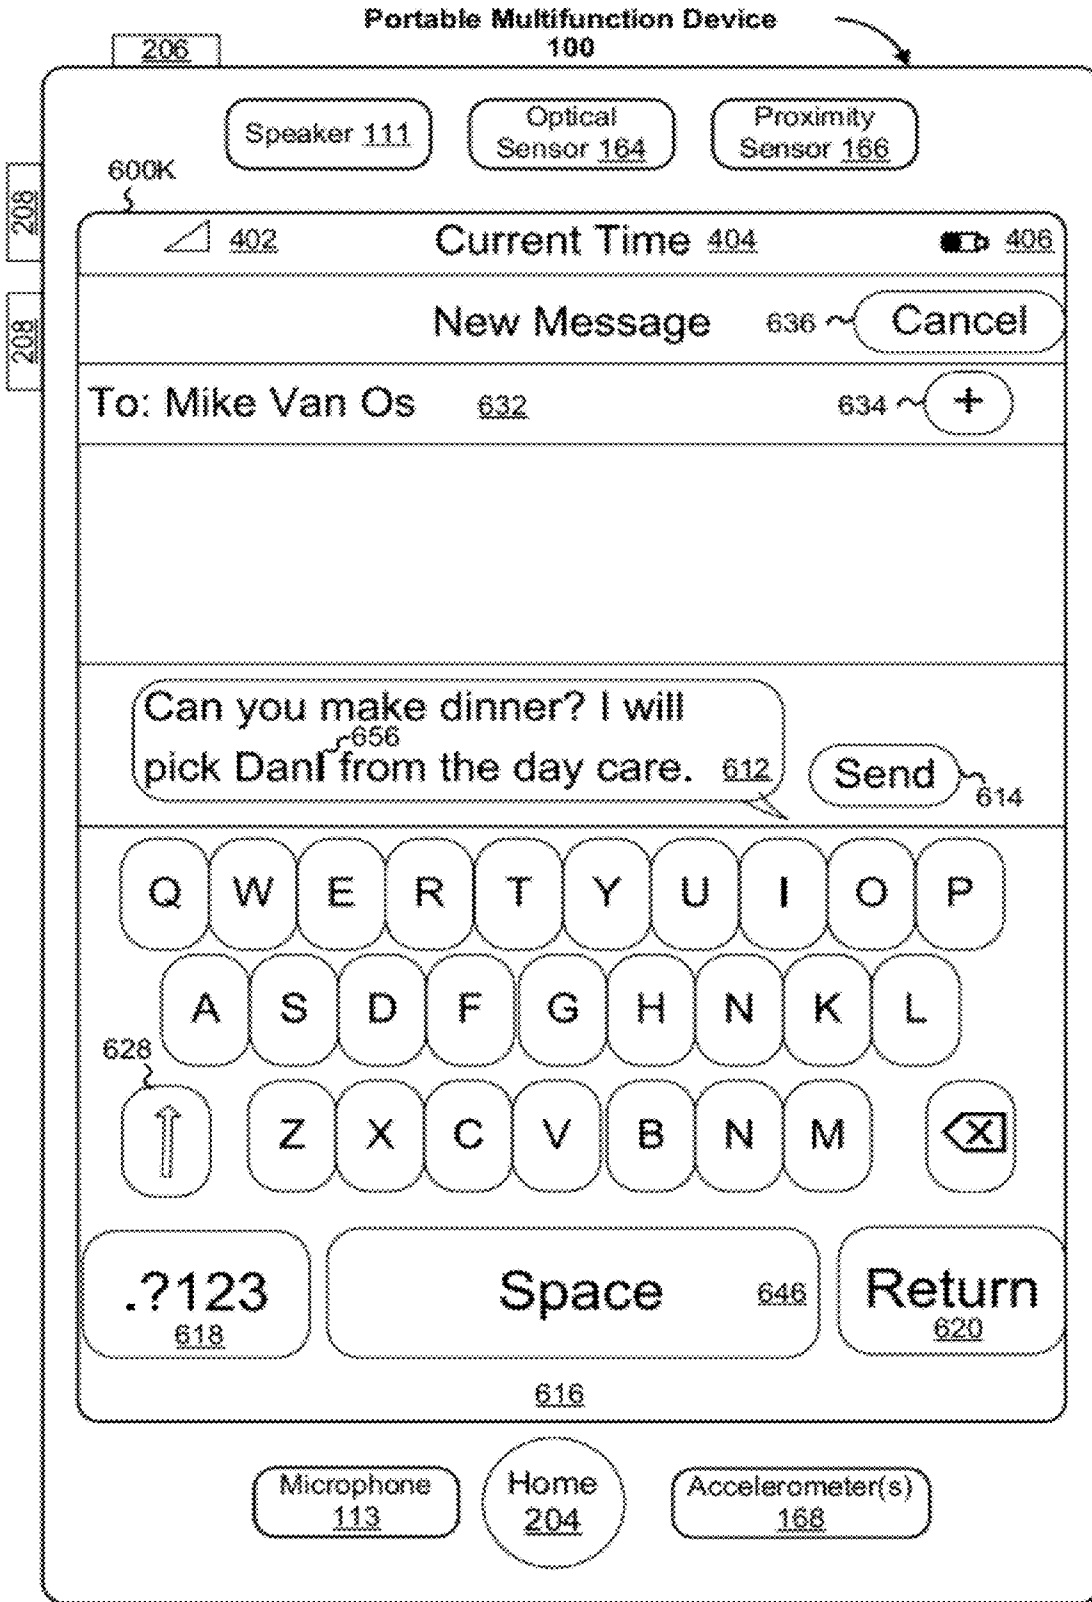 Portable Multifunction Device
100
206
Speaker 111
Optical
Sensor 164
Proximity
Sensor 166
600K
208
208
402 Current Time 404 406
New Message 636 Cancel
To: Mike Van Os 632 634 +
Can you make dinner? I will
656
pick Dan from the day care. 612
Send
614
Q W E R T Y U I O P
A S D F G H N K L
628
Z X C V B N M X
.?123
618
Space 646
Return
620
616
Microphone
113
Home
204
Accelerometer(s)
168